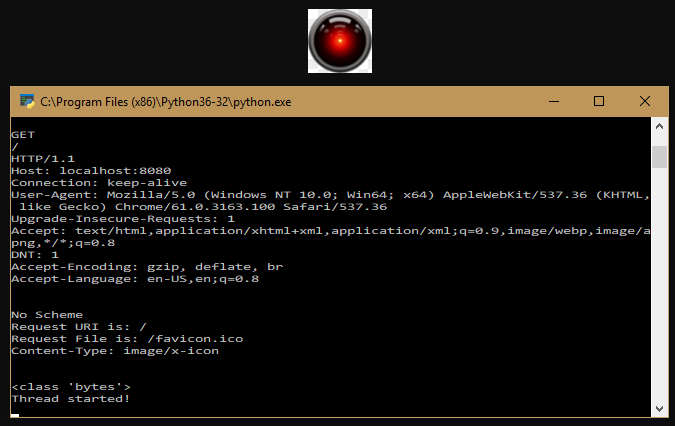 C:\Program Files (x86)\Python36-32\python.exe
GET
/
HTTP/1.1
Host: localhost:8080
Connection: keep-alive
User-Agent: Mozilla/5.0 (Windows NT 10.0; Win64; x64) AppleWebKit/537.36 (KHTML,
like Gecko) Chrome/61.0.3163.100 Safari/537.36
Upgrade-Insecure-Requests: 1
Accept: text/html,application/xhtml+xml,application/xml;q=0.9,image/webp,image/a
png,*/*;q=0.8
DNT: 1
Accept-Encoding: gzip, deflate, br
Accept-Language: en-US,en;q=0.8
No Scheme
Request URI is: /
Request File is: /favicon.ico
Content-Type: image/x-icon
<class 'bytes'>
Thread started!